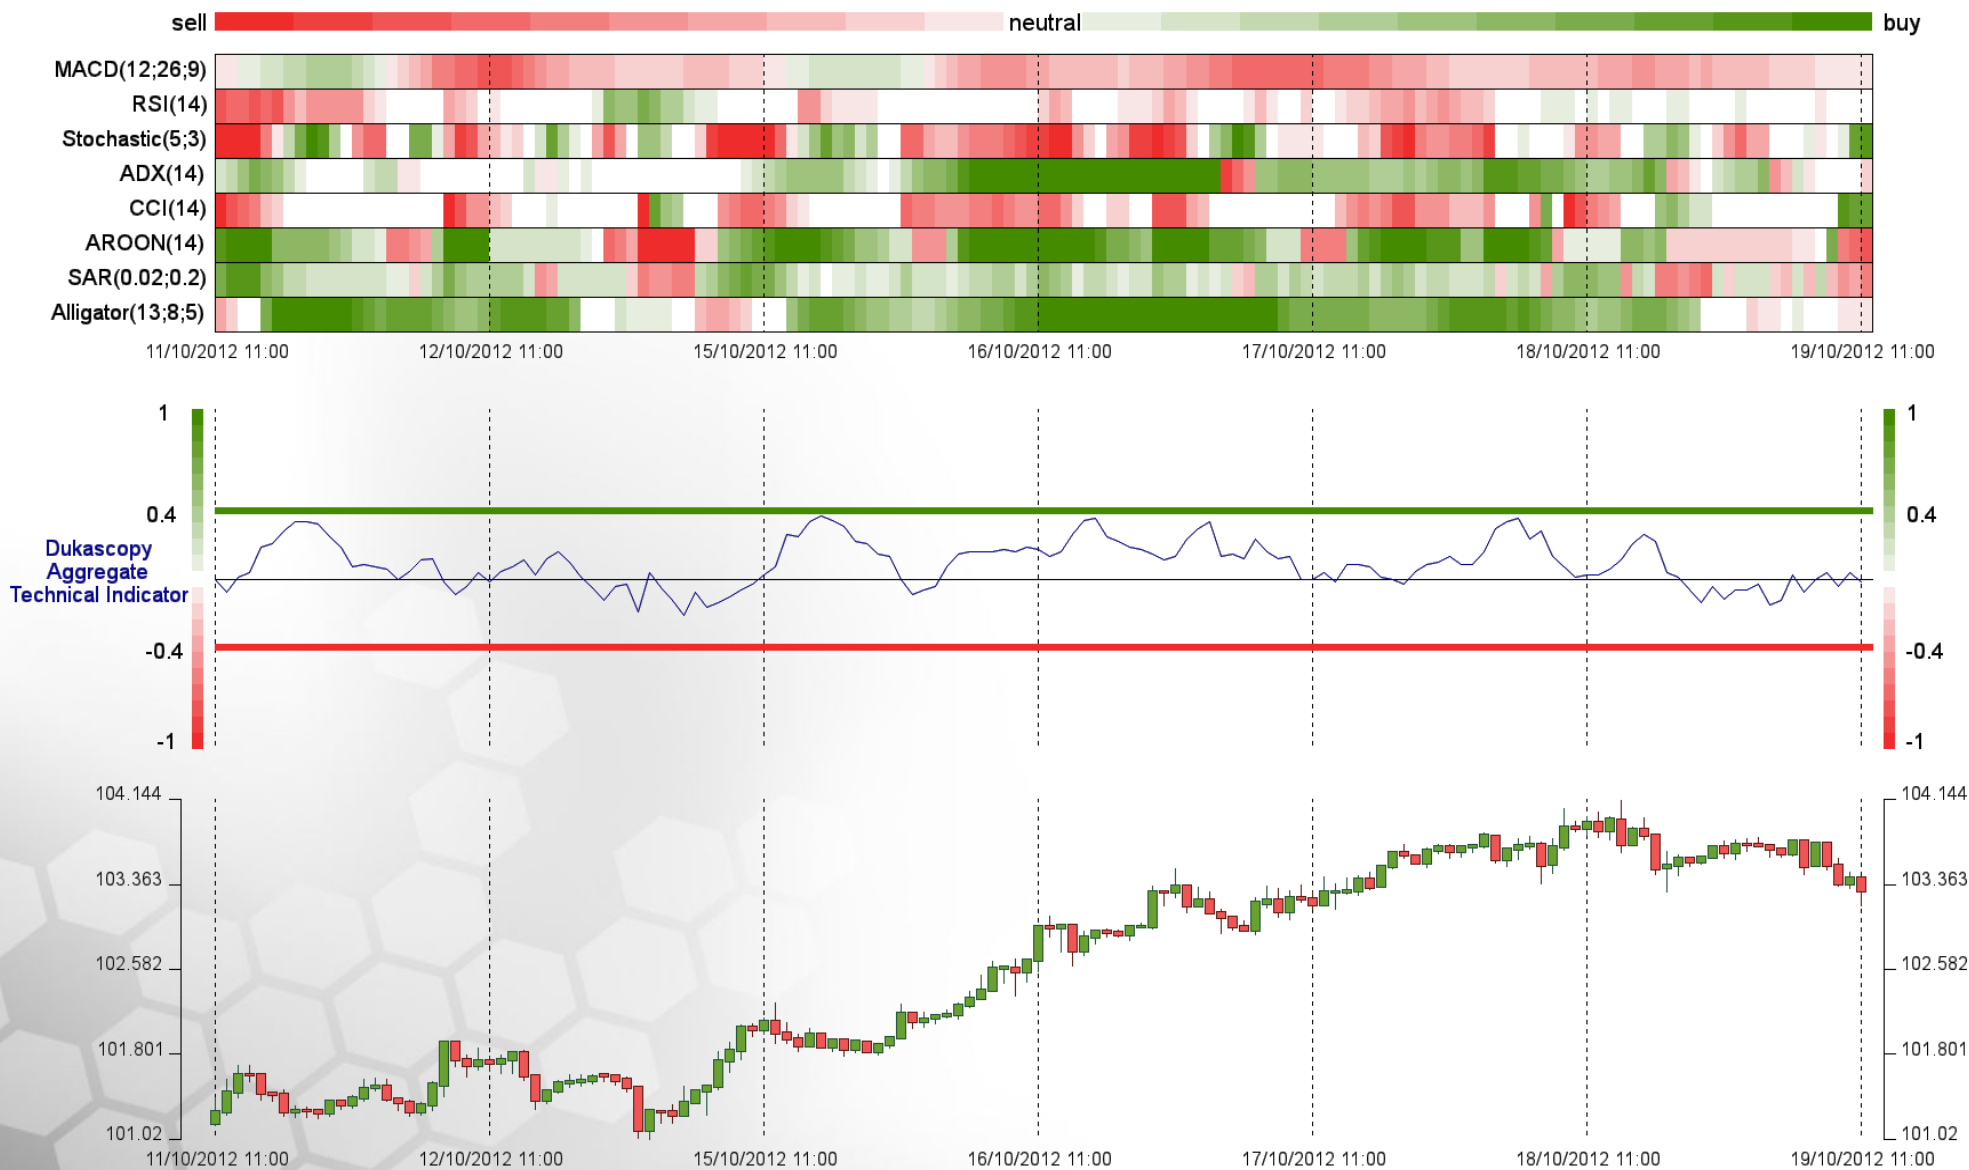 sell neutral buy
MACD(12;26;9)
RSI(14)
Stochastic(5;3)
ADX(14)
CCI(14)
AROON(14)
SAR(0.02;0.2)
Alligator(13;8;5)
11/10/2012 11:00 12/10/2012 11:00 15/10/2012 11:00 16/10/2012 11:00 17/10/2012 11:00 18/10/2012 11:00 19/10/2012 11:00
1 1
0.4 0.4
Dukascopy
Aggregate
Technical Indicator
-0.4 -0.4
-1 -1
104.144 104.144
103.363 103.363
102.582 102.582
101.801 101.801
101.02 101.02
11/10/2012 11:00 12/10/2012 11:00 15/10/2012 11:00 16/10/2012 11:00 17/10/2012 11:00 18/10/2012 11:00 19/10/2012 11:00